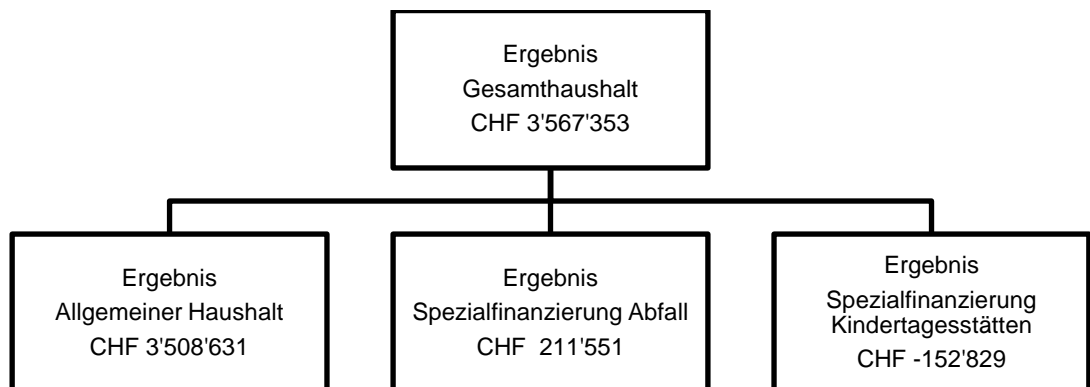 Ergebnis
Gesamthaushalt
CHF 3'567'353
Ergebnis
Allgemeiner Haushalt
CHF 3'508'631
Ergebnis
Spezialfinanzierung Abfall
CHF 211'551
Ergebnis
Spezialfinanzierung
Kindertagesstätten
CHF -152'829